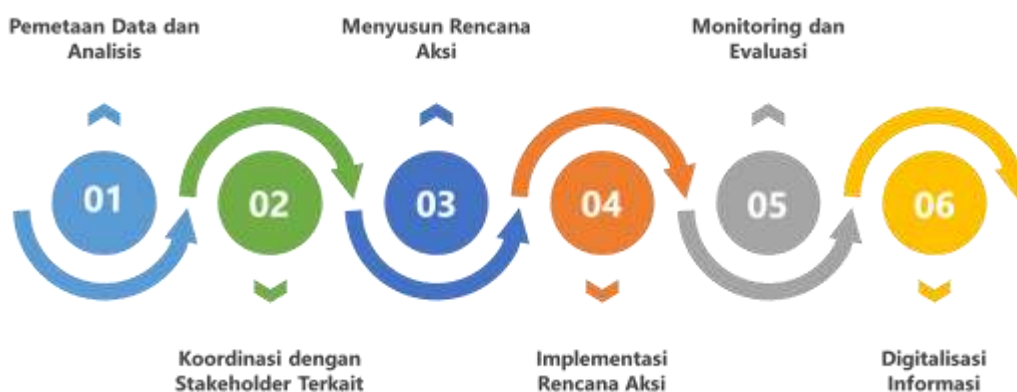 Pemetaan Data dan
Analisis
Menyusun Rencana
Aksi
Monitoring dan
Evaluasi
01
02
03
04
05
06
Koordinasi dengan
Stakeholder Terkait
Implementasi
Rencana Aksi
Digitalisasi
Informasi